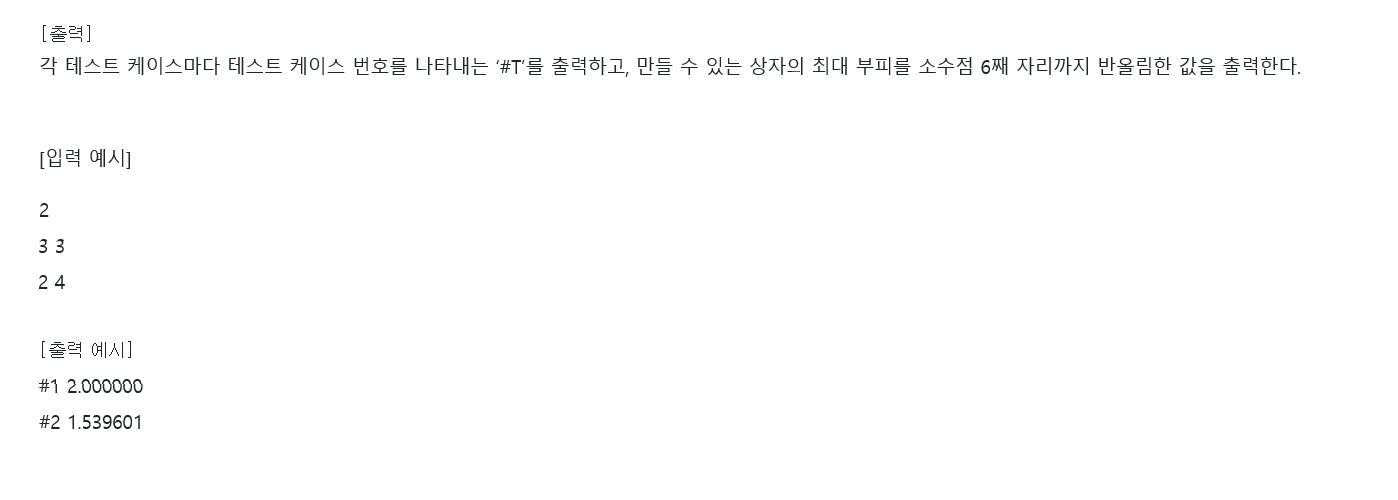 [출력]
각 테스트 케이스마다 테스트 케이스 번호를 나타내는 ‘#T’를 출력하고, 만들 수 있는 상자의 최대 부피를 소수점 6째 자리까지 반올림한 값을 출력한다.
[입력 예시]
2
3 3
2 4
[출력 예시]
#1 2.000000
#2 1.539601